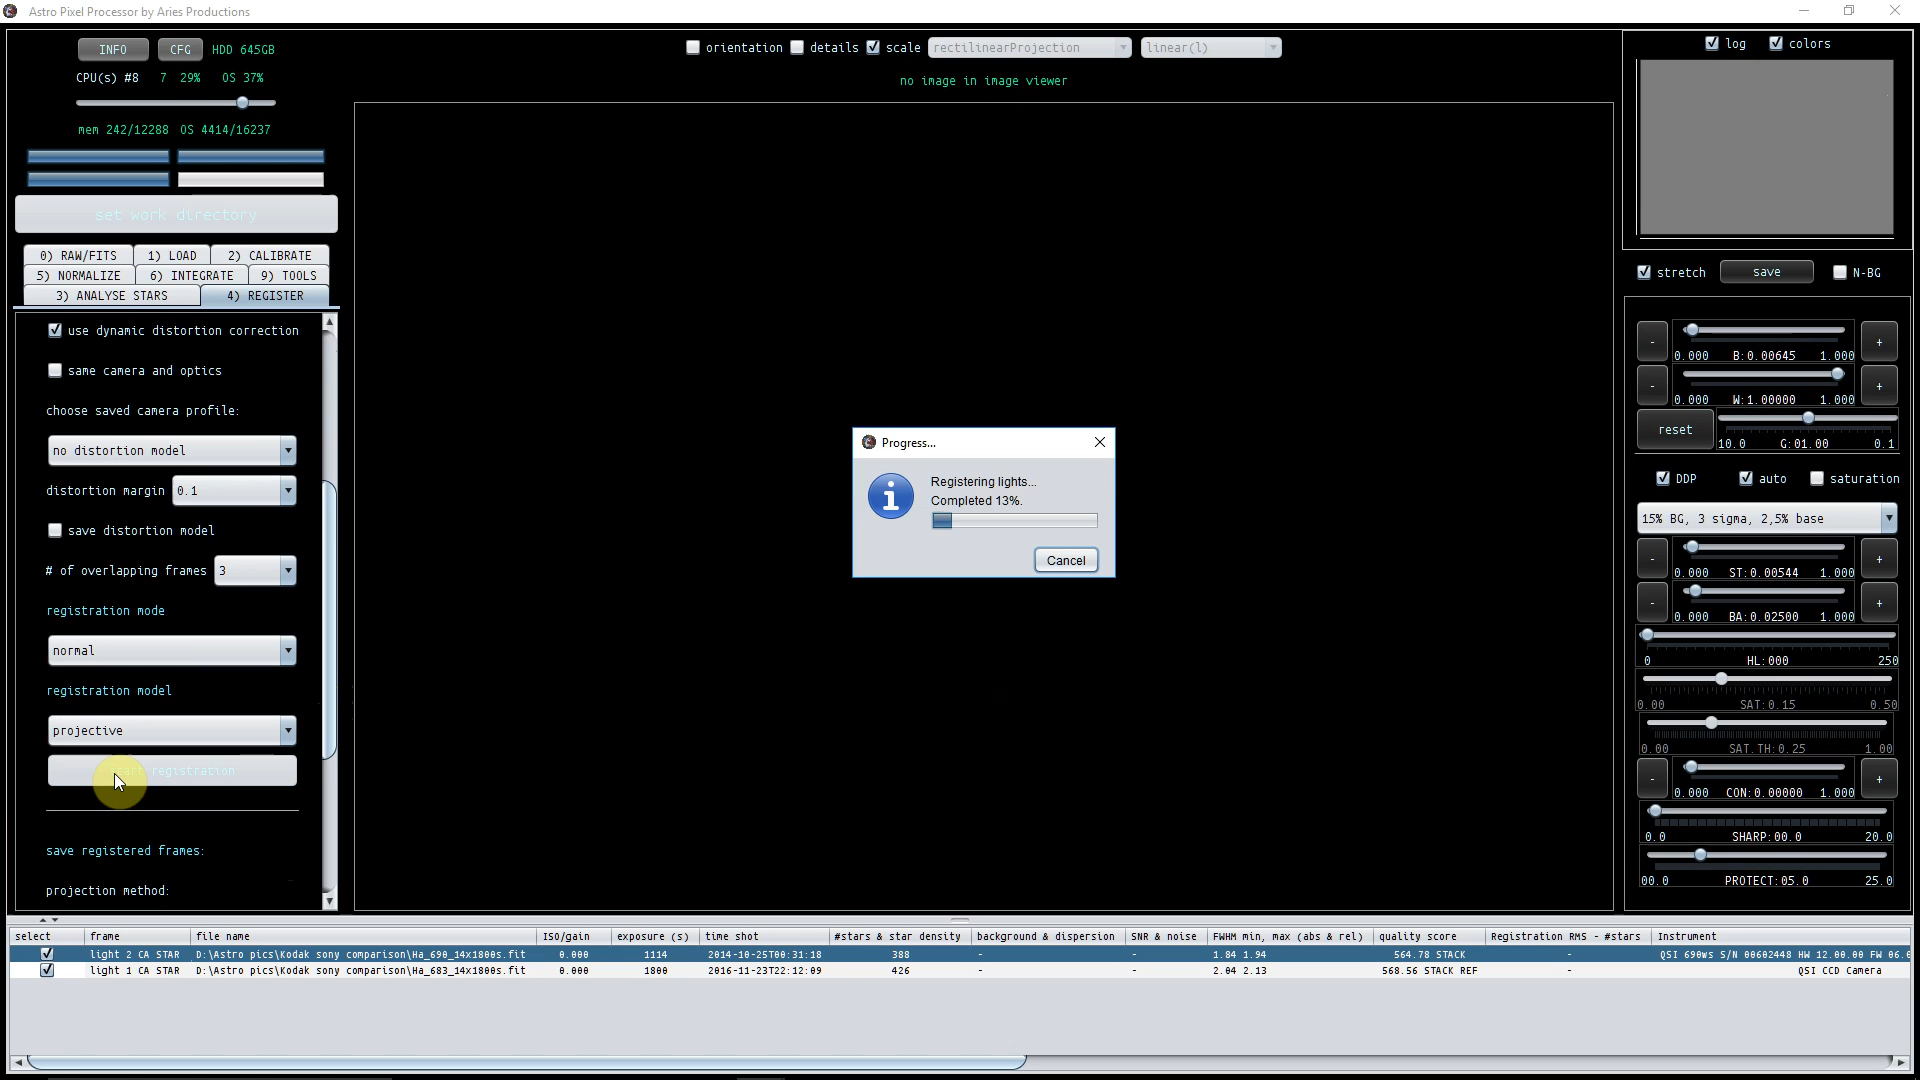 Astro Pixel Processor by Aries Productions
INFO CFG HDD 645GB
CPU(s) #8 7 29% OS 37%
mem 242/12288 OS 4414/16237
set work directory
0) RAW/FITS 1) LOAD 2) CALIBRATE
5) NORMALIZE 6) INTEGRATE 9) TOOLS
3) ANALYSE STARS 4) REGISTER
use dynamic distortion correction
same camera and optics
choose saved camera profile:
no distortion model
distortion margin 0.1
save distortion model
# of overlapping frames 3
registration mode
normal
registration model
projective
registration
save registered frames:
projection method:
orientation details scale rectilinearProjection linear(l)
no image in image viewer
Progress...
Registering lights...
Completed 13%.
Cancel
log colors
stretch save N-BG
- 0.000 B:0.00645 1.000 +
- 0.000 W:1.00000 1.000 +
reset 10.0 G:01.00 0.1
DDP auto saturation
15% BG, 3 sigma, 2,5% base
- 0.000 ST:0.00544 1.000 +
- 0.000 BA:0.02500 1.000 +
0 HL:000 250
0.00 SAT:0.15 0.50
0.00 SAT.TH:0.25 1.00
- 0.000 CON:0.00000 1.000 +
0.0 SHARP:00.0 20.0
00.0 PROTECT:05.0 25.0
select frame file name ISO/gain exposure (s) time shot #stars & star density background & dispersion SNR & noise FWHM min, max (abs & rel) quality score Registration RMS - #stars Instrument
light 2 CA STAR D:\Astro pics\Kodak sony comparison\Ha_690_14x1800s.fit 0.000 1114 2014-10-25T00:31:18 388 - - 1.84 1.94 564.78 STACK - QSI 690ws S/N 00602448 HW 12.00.00 FW 06.
light 1 CA STAR D:\Astro pics\Kodak sony comparison\Ha_683_14x1800s.fit 0.000 1800 2016-11-23T22:12:09 426 - - 2.04 2.13 568.56 STACK REF - QSI CCD Camera